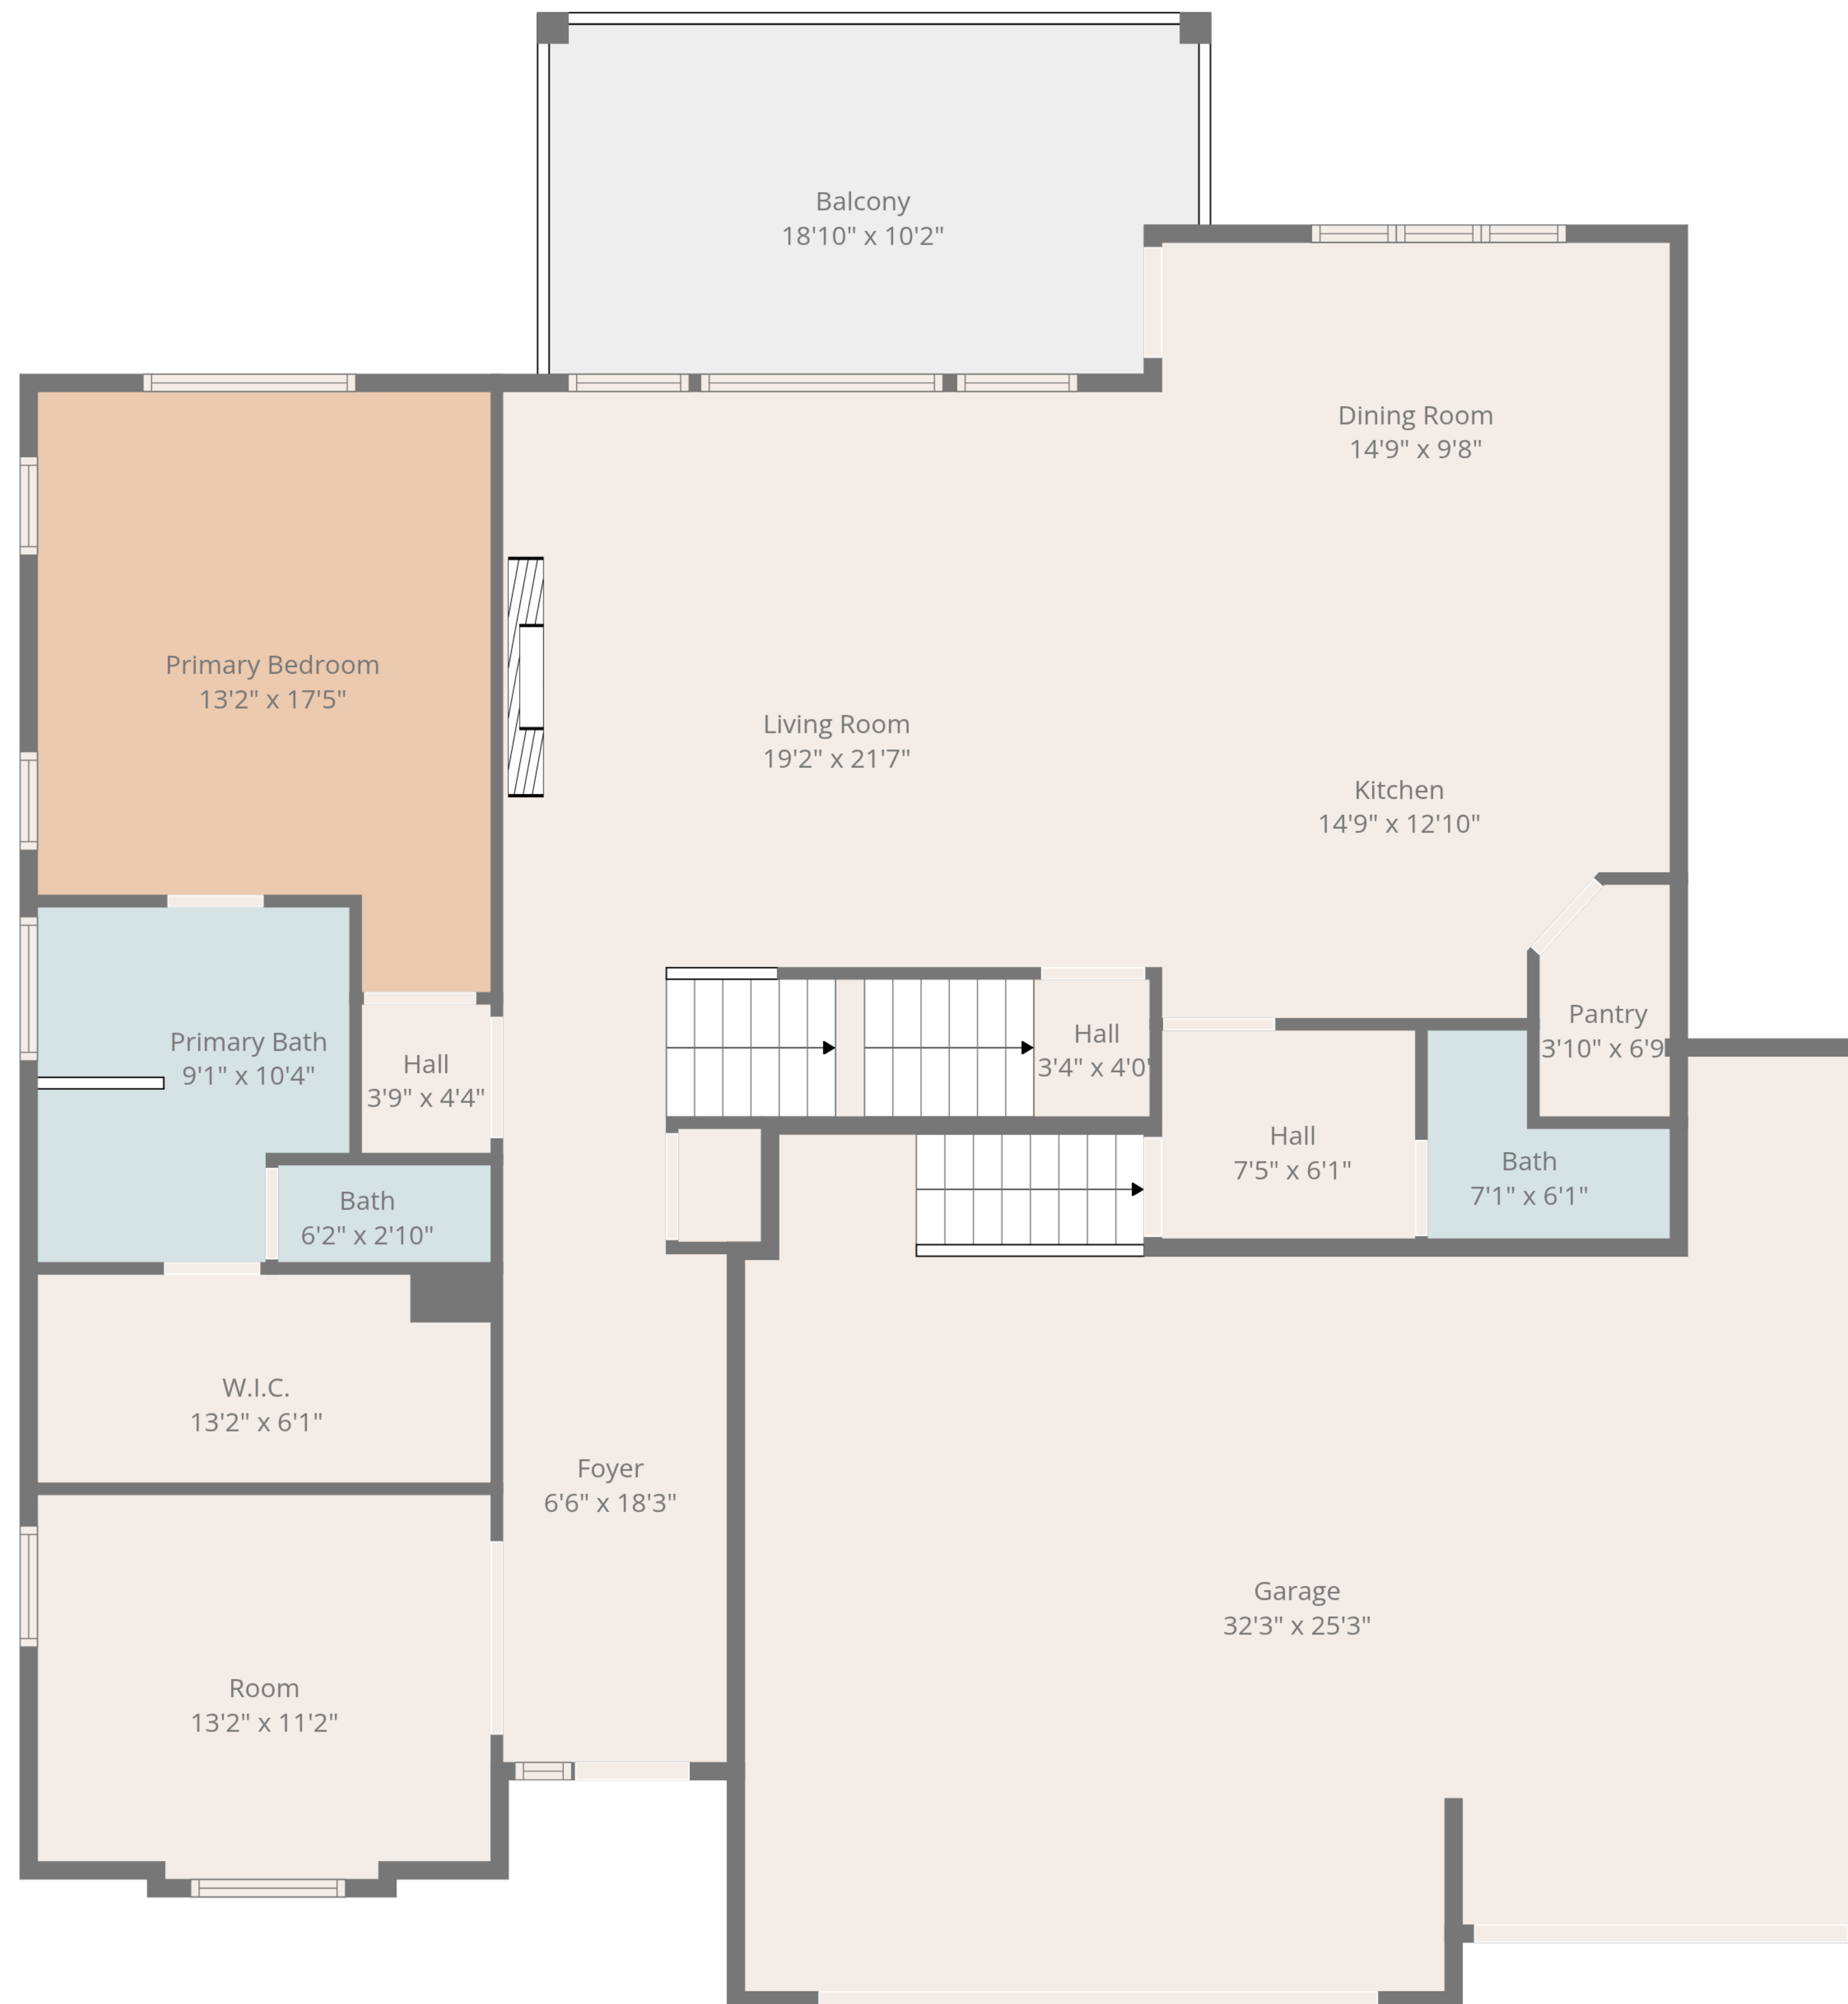 Balcony
18'10" x 10'2"
Dining Room
14'9" x 9'8"
Primary Bedroom
13'2" x 17'5"
Living Room
19'2" x 21'7"
Kitchen
14'9" x 12'10"
Pantry
3'10" x 6'9
Primary Bath
9'1" x 10'4"
Hall
3'9" x 4'4"
Hall
3'4" x 4'0"
Hall
7'5" x 6'1"
Bath
7'1" x 6'1"
Bath
6'2" x 2'10"
W.I.C.
13'2" x 6'1"
Foyer
6'6" x 18'3"
Garage
32'3" x 25'3"
Room
13'2" x 11'2"